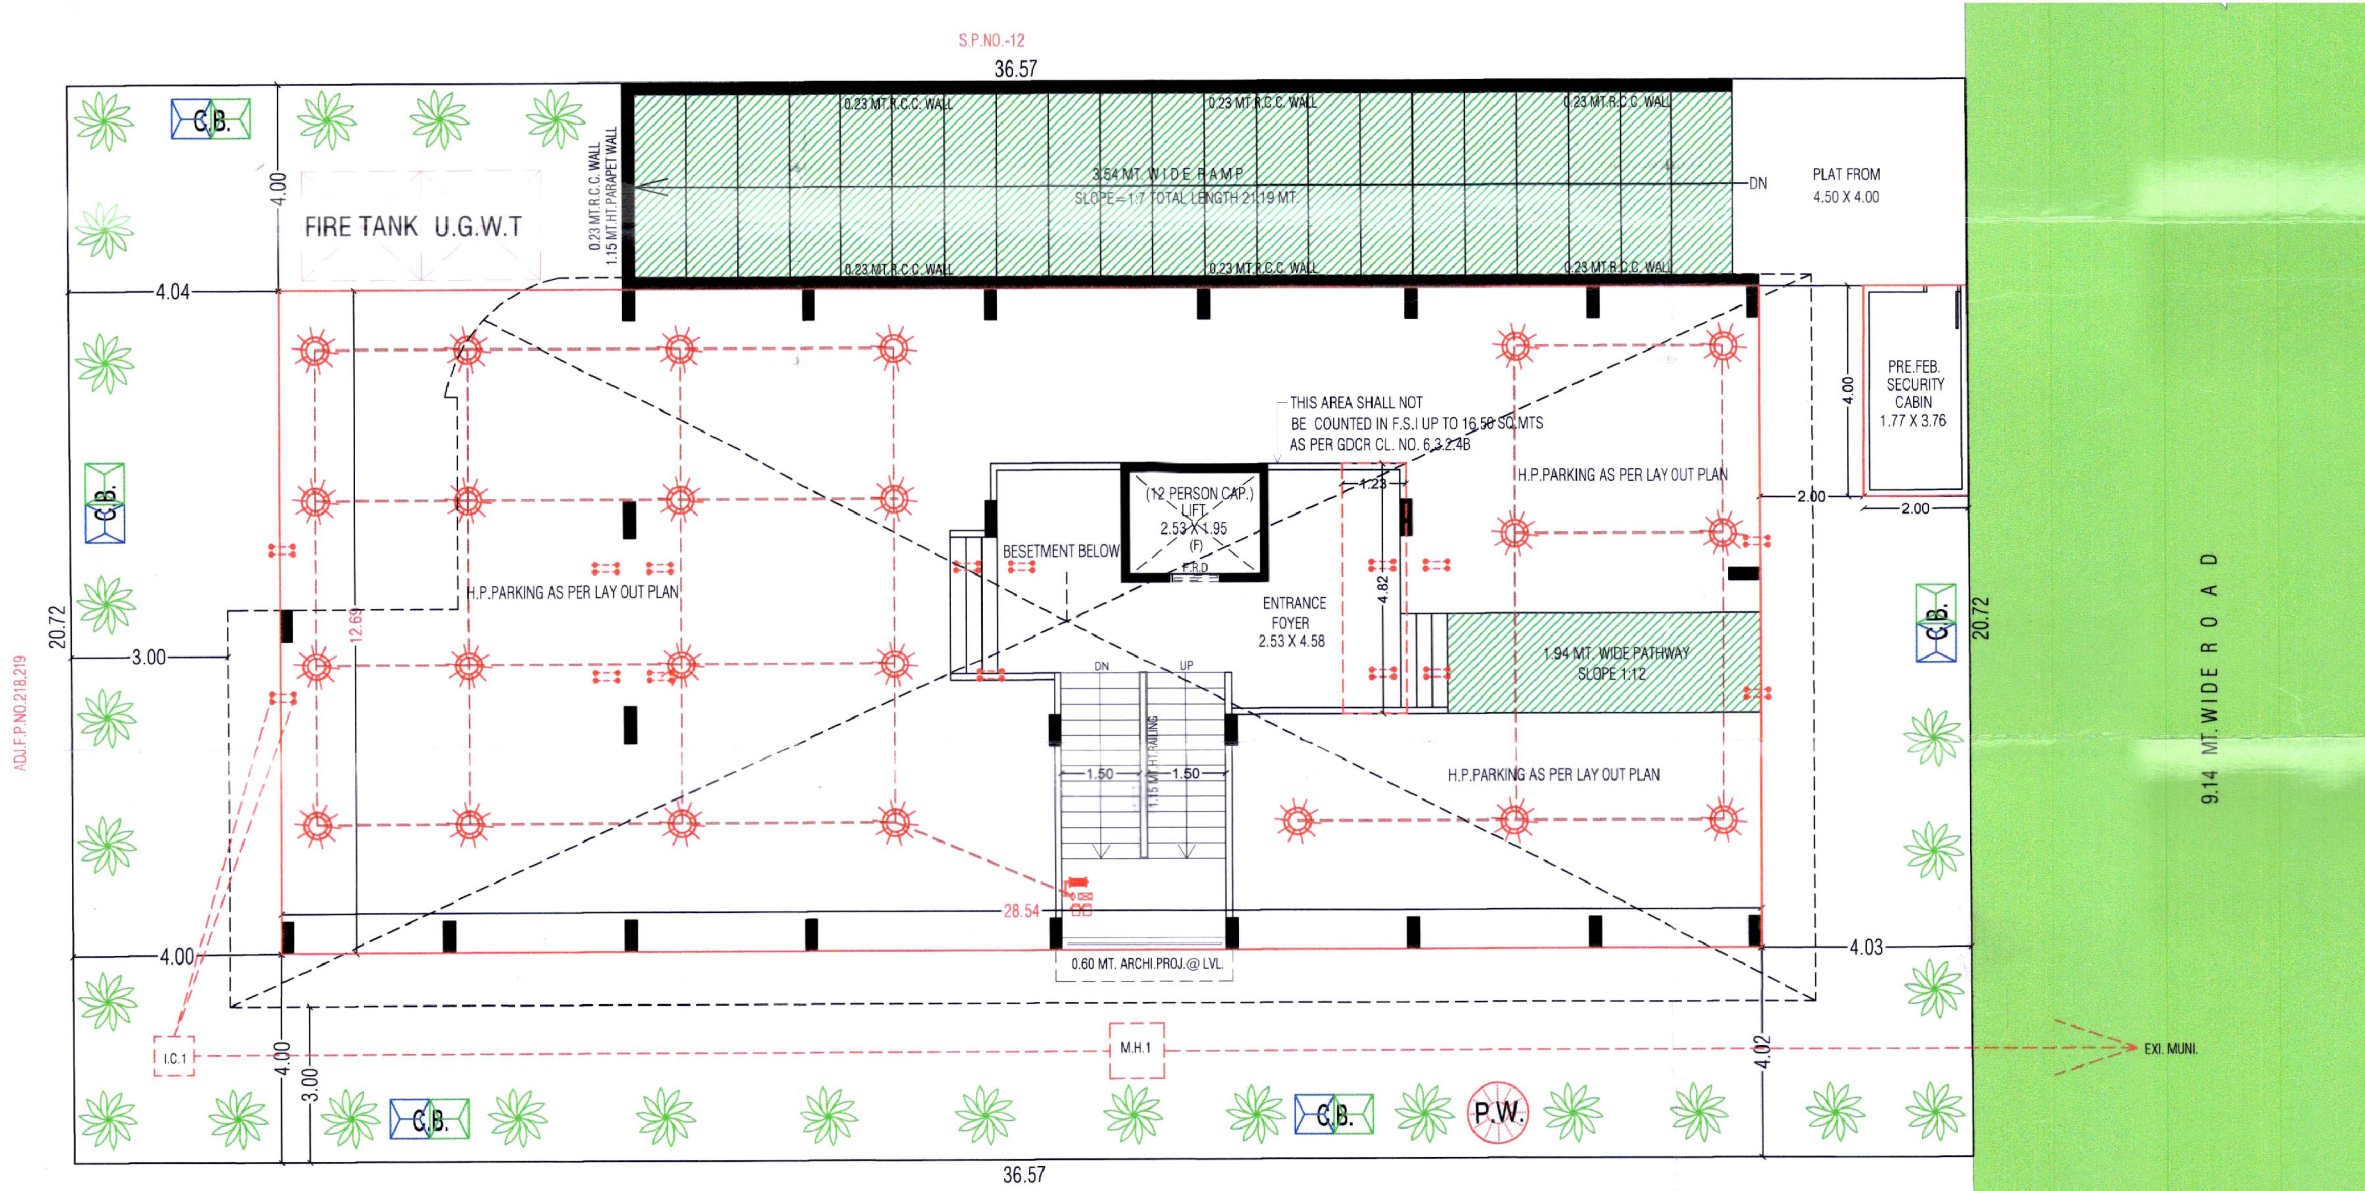 S.P.NO.-12
36.57
C.B.
0.23 MT.R.C.C. WALL
0.23 MT.R.C.C. WALL
0.23 MT.R.C.C. WALL
4.00
0.23 MT.R.C.C. WALL
1.15 MT.HT.PARAPET WALL
3.54 MT. WIDE RAMP
SLOPE=1:7 TOTAL LENGTH 21.19 MT.
DN
PLAT FROM
4.50 X 4.00
FIRE TANK U.G.W.T
0.23 MT.R.C.C. WALL
0.23 MT.R.C.C. WALL
0.23 MT.R.C.C. WALL
4.04
PRE.FEB.
SECURITY
CABIN
1.77 X 3.76
4.00
THIS AREA SHALL NOT
BE COUNTED IN F.S.I UP TO 16.50 SQ.MTS
AS PER GDCR CL. NO. 6.3.2.4B
H.P.PARKING AS PER LAY OUT PLAN
1.23
2.00
2.00
C.B.
(12 PERSON CAP.)
LIFT
2.53 X 1.95
(F)
F.R.D
BESETMENT BELOW
H.P.PARKING AS PER LAY OUT PLAN
4.82
ENTRANCE
FOYER
2.53 X 4.58
C.B.
20.72
12.69
20.72
3.00
DN
UP
1.94 MT. WIDE PATHWAY
SLOPE 1:12
9.14 MT. WIDE R O A D
ADJ.F.P.NO.218,219
1.15 MT.HT.RAILING
1.50
1.50
H.P.PARKING AS PER LAY OUT PLAN
28.54
4.00
4.03
0.60 MT. ARCHI.PROJ.@ LVL.
I.C.1
4.00
3.00
M.H.1
4.02
EXI. MUNI.
C.B.
C.B.
P.W.
36.57